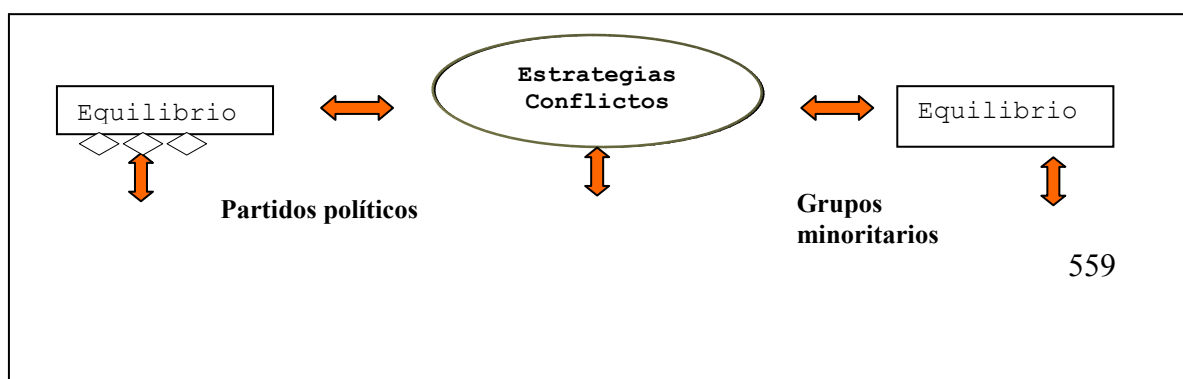 Estrategias
Conflictos
Equilibrio
Equilibrio
Partidos políticos
Grupos
minoritarios
559